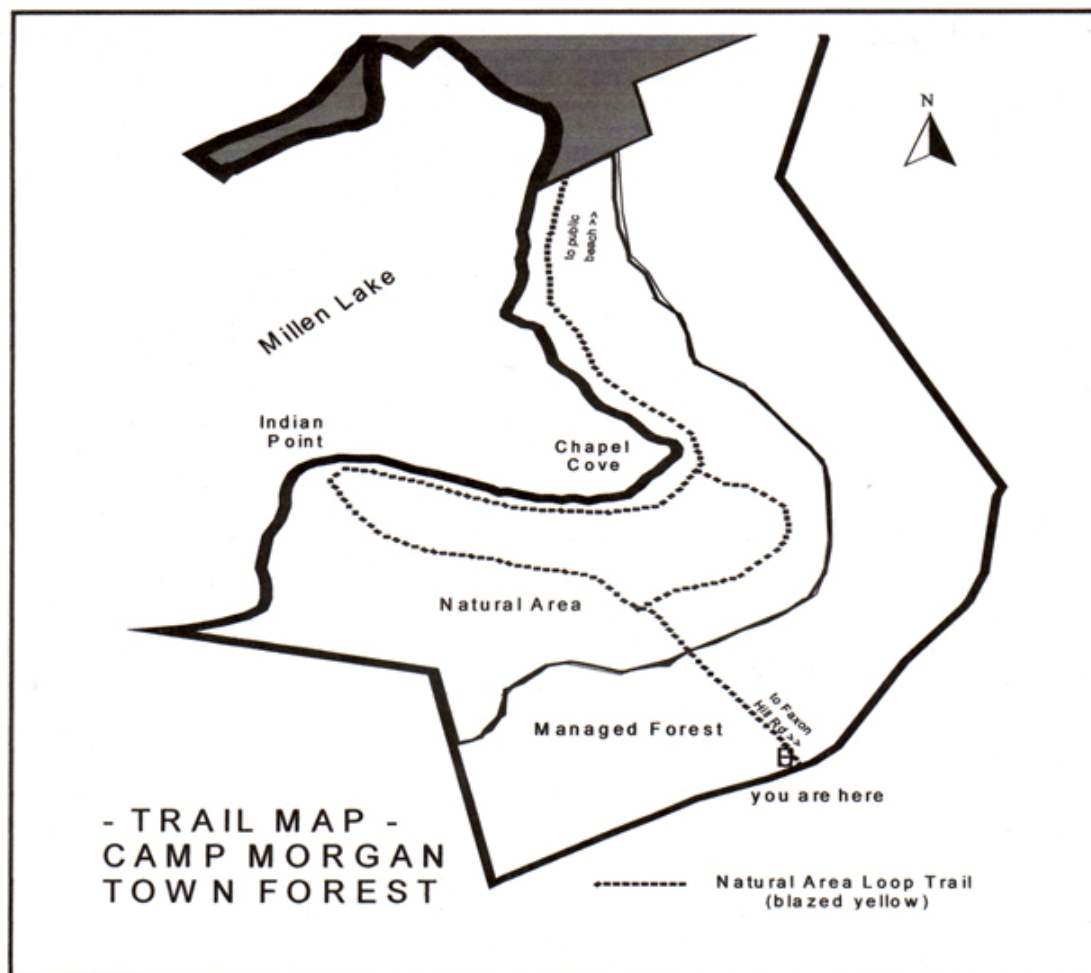 N
to public
beach >>
Millen Lake
Indian
Point
Chapel
Cove
Natural Area
to Faxon
Hill Rd >>
Managed Forest
you are here
- TRAIL MAP -
CAMP MORGAN
TOWN FOREST
Natural Area Loop Trail
(blazed yellow)